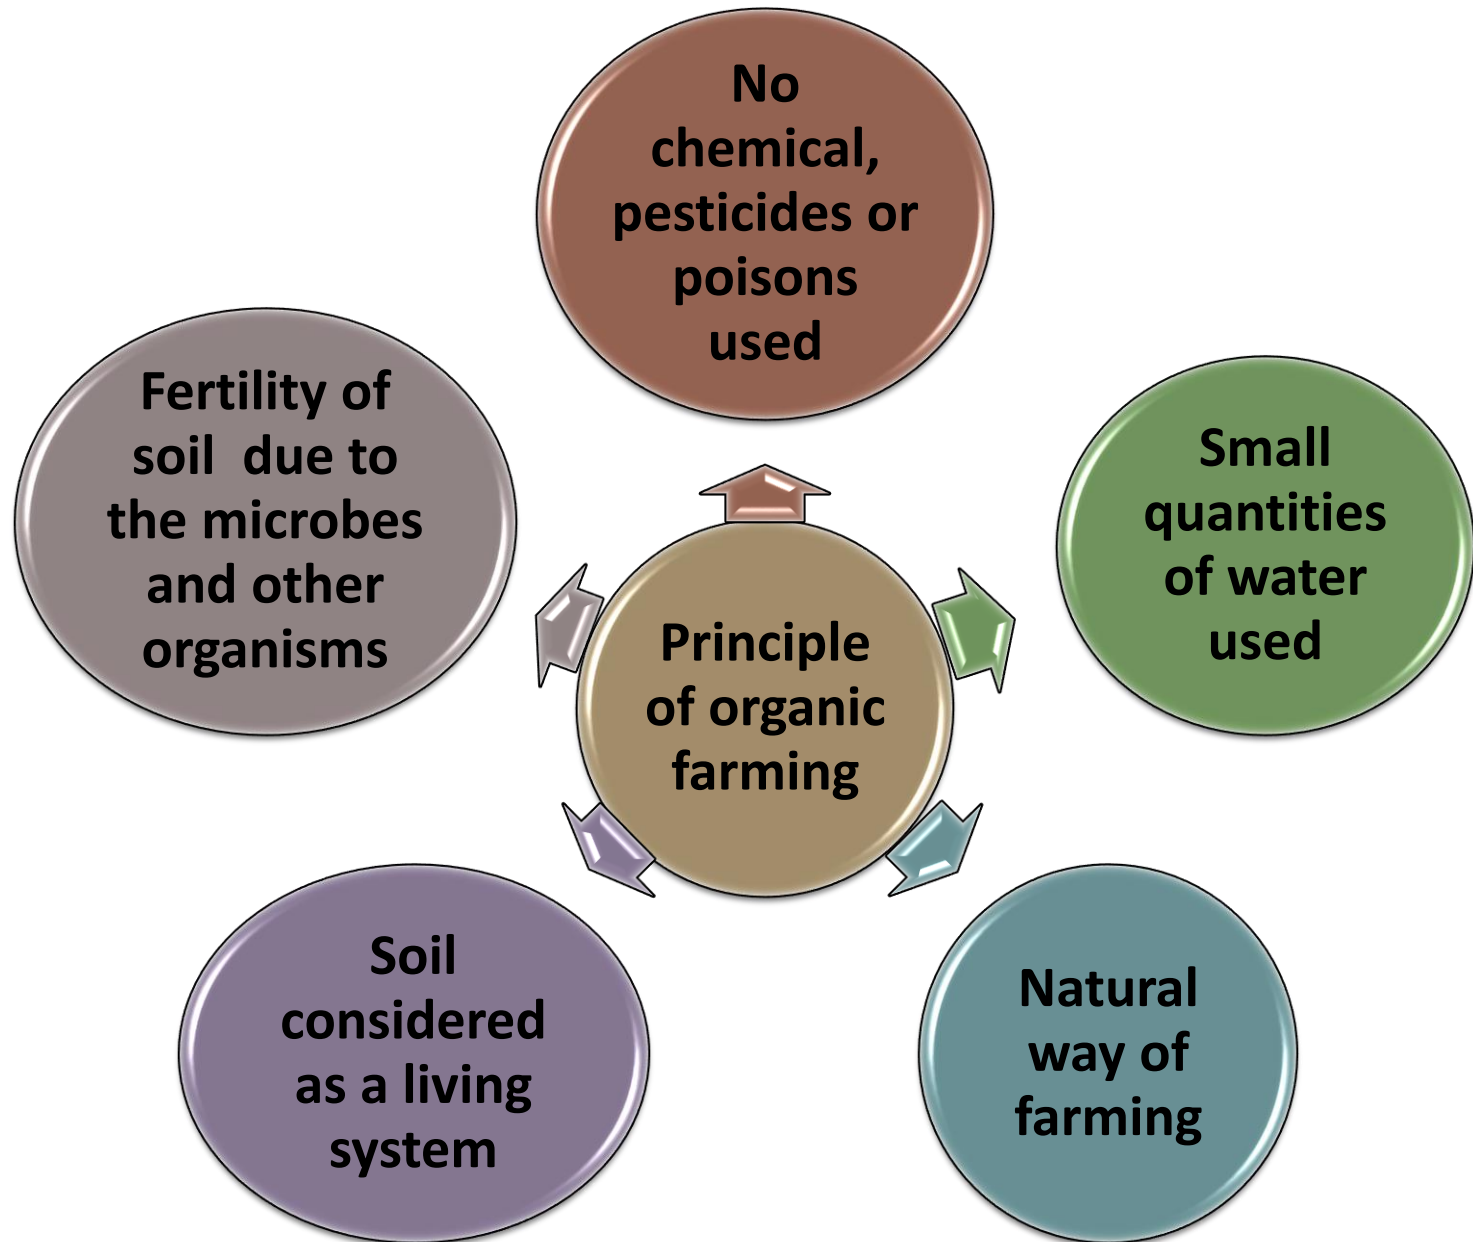 No
chemical,
pesticides or
poisons
used
Fertility of
soil  due to
the microbes
and other
organisms
Small
quantities
of water
used
Principle
of organic
farming
Soil
considered
as a living
system
Natural
way of
farming